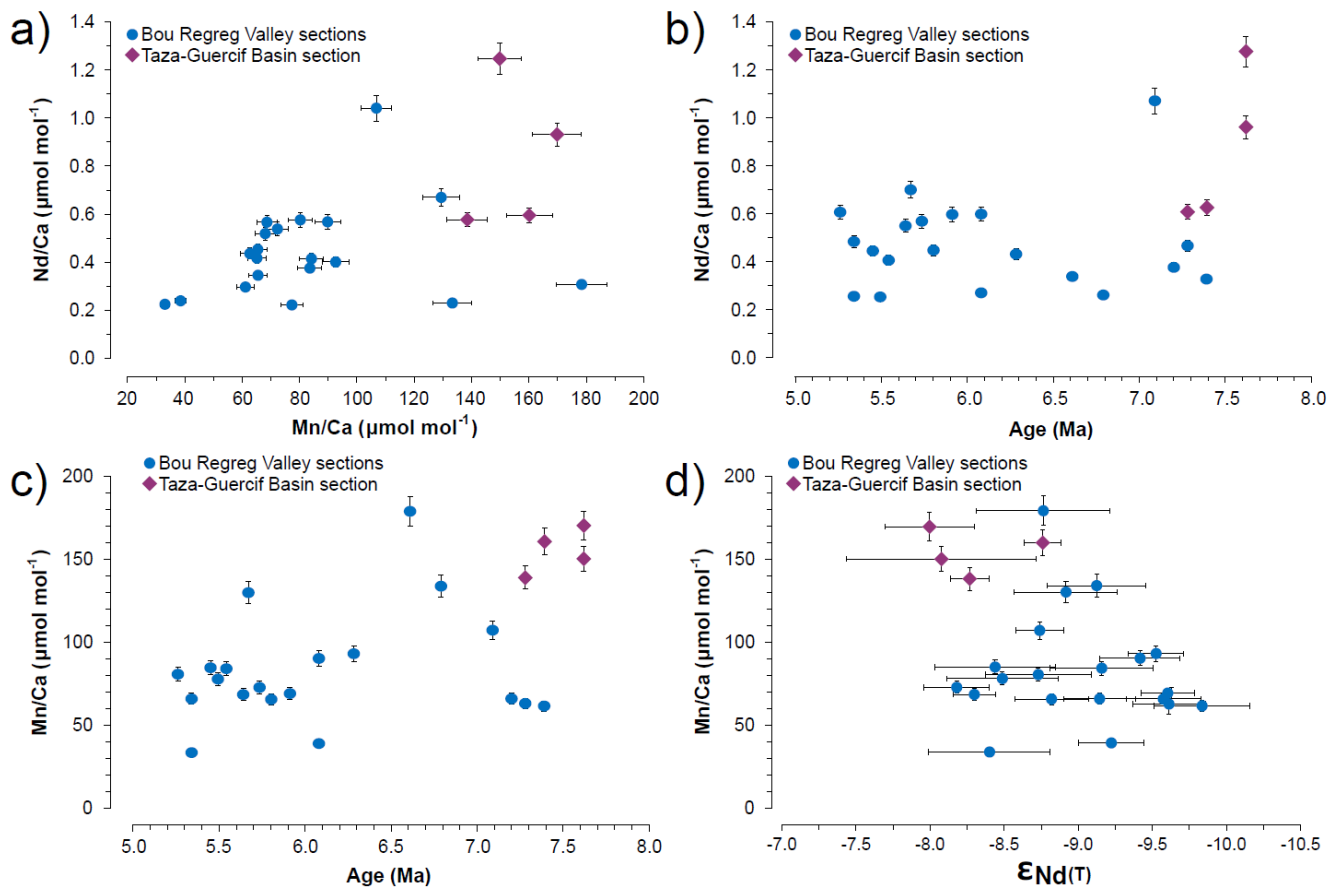 a)
Bou Regreg Valley sections
Taza-Guercif Basin section
1.4
1.2
1.0
0.8
0.6
0.4
0.2
0.0
Nd/Ca (µmol mol⁻¹)
20 40 60 80 100 120 140 160 180 200
Mn/Ca (µmol mol⁻¹)
b)
Bou Regreg Valley sections
Taza-Guercif Basin section
1.4
1.2
1.0
0.8
0.6
0.4
0.2
0.0
Nd/Ca (µmol mol⁻¹)
5.0 5.5 6.0 6.5 7.0 7.5 8.0
Age (Ma)
c)
Bou Regreg Valley sections
Taza-Guercif Basin section
200
150
100
50
0
Mn/Ca (µmol mol⁻¹)
5.0 5.5 6.0 6.5 7.0 7.5 8.0
Age (Ma)
d)
Bou Regreg Valley sections
Taza-Guercif Basin section
200
150
100
50
0
Mn/Ca (µmol mol⁻¹)
-7.0 -7.5 -8.0 -8.5 -9.0 -9.5 -10.0 -10.5
εNd(T)